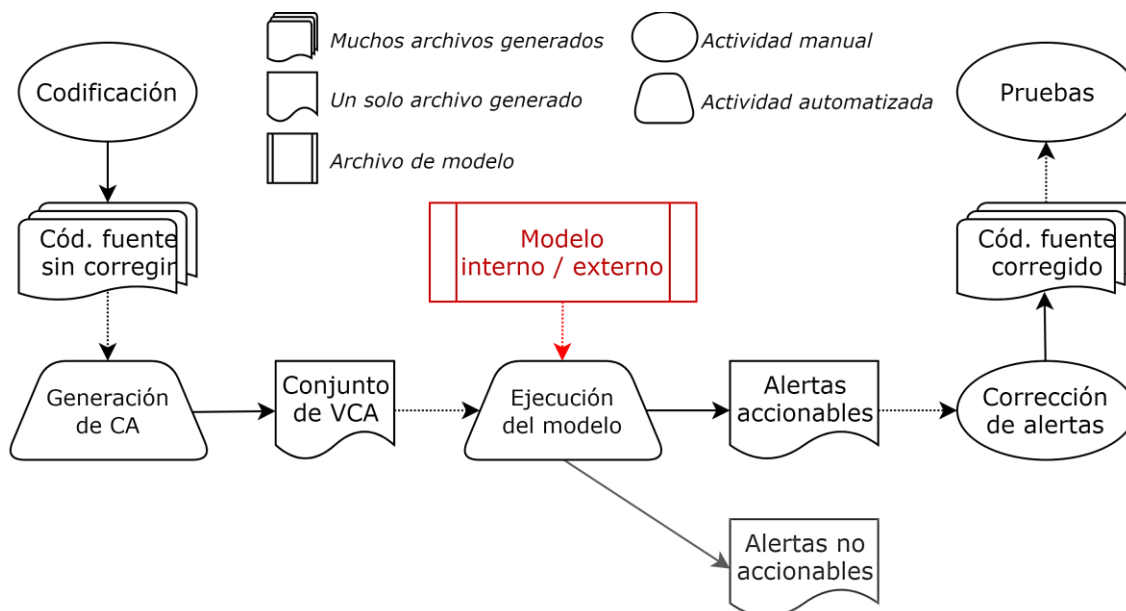 Muchos archivos generados
Actividad manual
Codificación
Un solo archivo generado
Actividad automatizada
Pruebas
Archivo de modelo
Cód. fuente
sin corregir
Modelo
interno / externo
Cód. fuente
corregido
Generación
de CA
Conjunto
de VCA
Ejecución
del modelo
Alertas
accionables
Corrección
de alertas
Alertas no
accionables